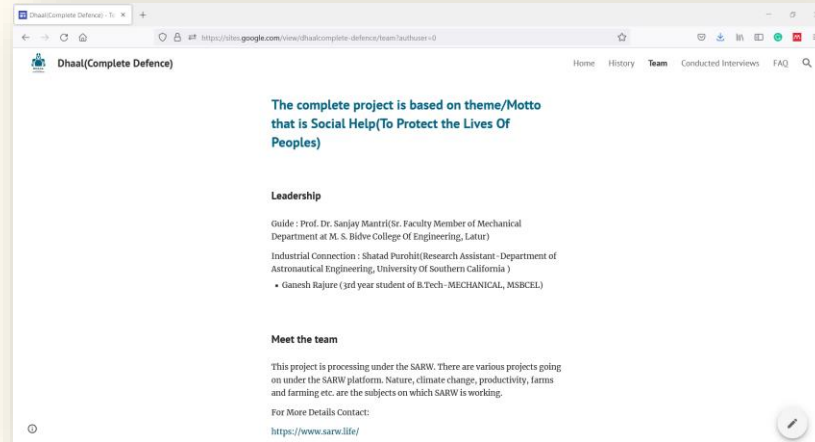 Dhaal(Complete Defence) - Te
https://sites.google.com/view/dhaalcomplete-defence/team?authuser=0
Dhaal(Complete Defence)
Home History Team Conducted Interviews FAQ
The complete project is based on theme/Motto
that is Social Help(To Protect the Lives Of
Peoples)
Leadership
Guide : Prof. Dr. Sanjay Mantri(Sr. Faculty Member of Mechanical
Department at M. S. Bidve College Of Engineering, Latur)
Industrial Connection : Shatad Purohit(Research Assistant-Department of
Astronautical Engineering, University Of Southern California )
• Ganesh Rajure (3rd year student of B.Tech-MECHANICAL, MSBCEL)
Meet the team
This project is processing under the SARW. There are various projects going
on under the SARW platform. Nature, climate change, productivity, farms
and farming etc. are the subjects on which SARW is working.
For More Details Contact:
https://www.sarw.life/